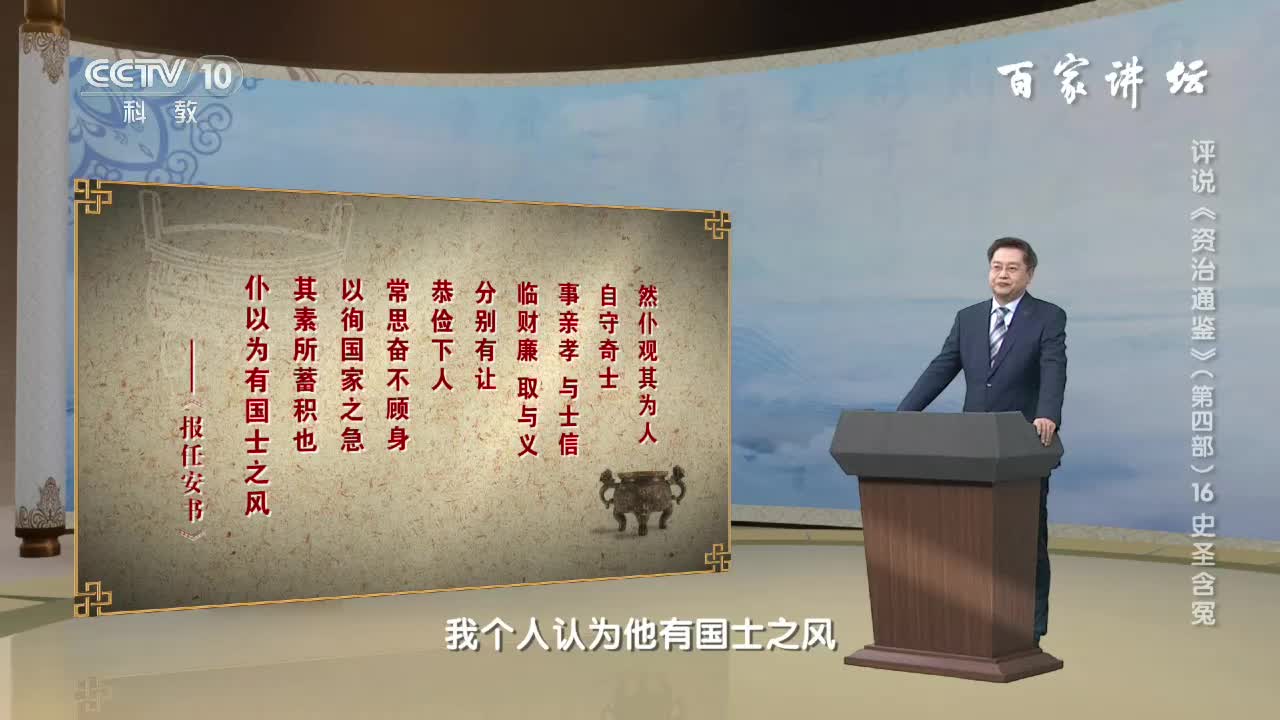 CCTV 10
科教
百家讲坛
评说《资治通鉴》（第四部）16 史圣含冤
然仆观其为人
自守奇士
事亲孝 与士信
临财廉 取与义
分别有让
恭俭下人
常思奋不顾身
以徇国家之急
其素所蓄积也
仆以为有国士之风
——《报任安书》
我个人认为他有国士之风